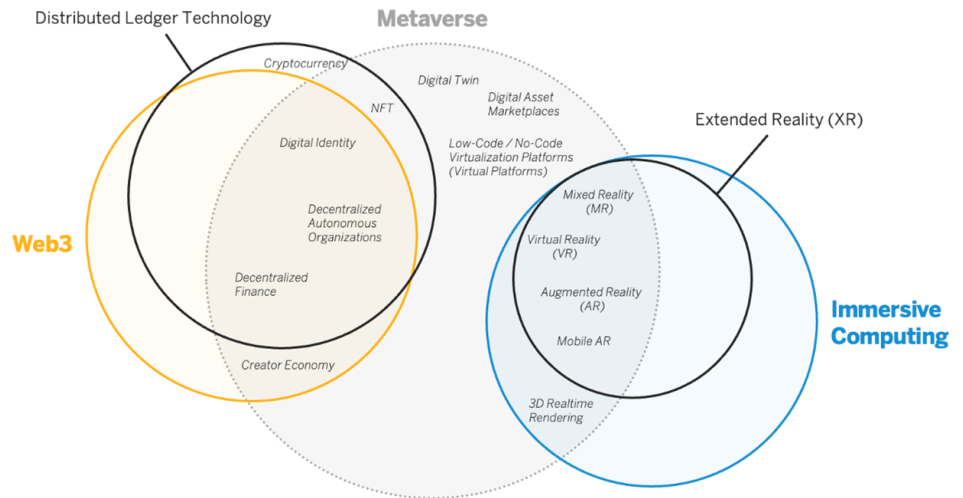 Distributed Ledger Technology
Metaverse
Cryptocurrency
Digital Twin
NFT
Digital Asset
Marketplaces
Extended Reality (XR)
Digital Identity
Low-Code / No-Code
Virtualization Platforms
(Virtual Platforms)
Mixed Reality
(MR)
Decentralized
Autonomous
Organizations
Web3
Virtual Reality
(VR)
Decentralized
Finance
Augmented Reality
(AR)
Immersive
Computing
Mobile AR
Creator Economy
3D Realtime
Rendering